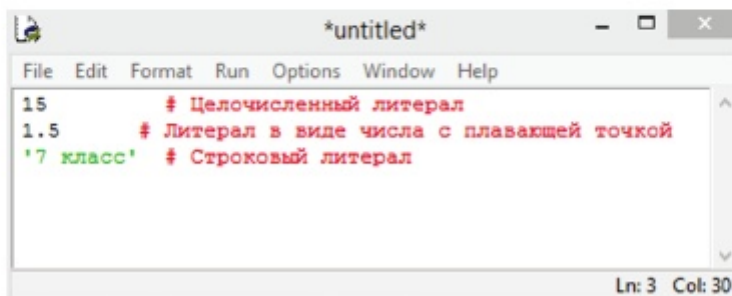 *untitled*
File Edit Format Run Options Window Help
15 # Целочисленный литерал
1.5 # Литерал в виде числа с плавающей точкой
'7 класс' # Строковый литерал
Ln: 3 Col: 30